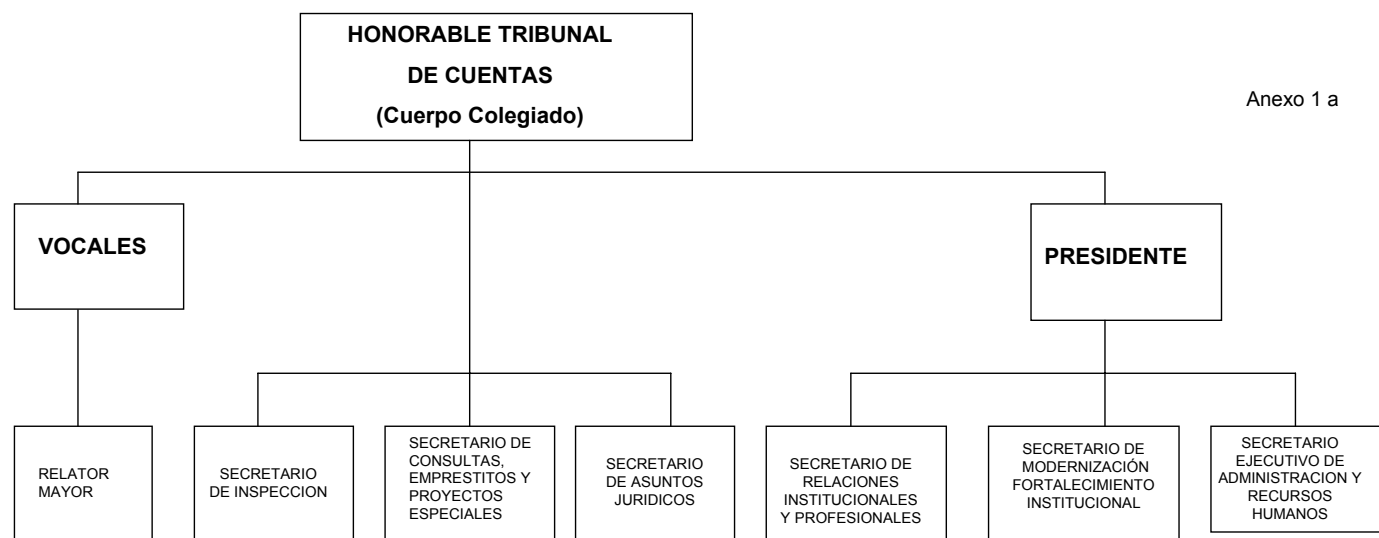 HONORABLE TRIBUNAL
DE CUENTAS
(Cuerpo Colegiado)
Anexo 1 a
VOCALES
PRESIDENTE
RELATOR
MAYOR
SECRETARIO
DE INSPECCION
SECRETARIO DE
CONSULTAS,
EMPRESTITOS Y
PROYECTOS
ESPECIALES
SECRETARIO
DE ASUNTOS
JURIDICOS
SECRETARIO DE
RELACIONES
INSTITUCIONALES
Y PROFESIONALES
SECRETARIO DE
MODERNIZACIÓN
FORTALECIMIENTO
INSTITUCIONAL
SECRETARIO
EJECUTIVO DE
ADMINISTRACION Y
RECURSOS
HUMANOS